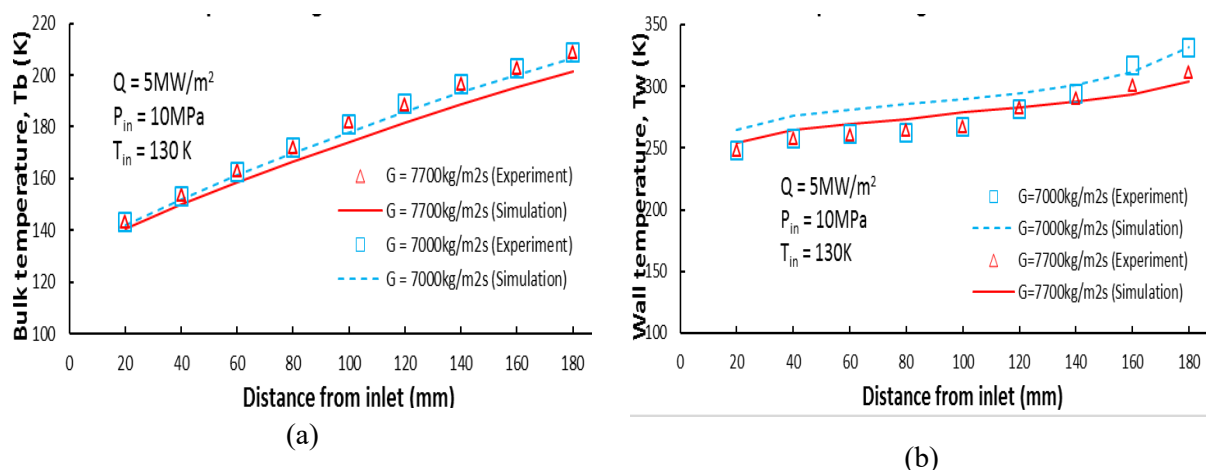 220
200
180
160
140
120
100
Bulk temperature, Tb (K)
Q = 5MW/m²
P_in = 10MPa
T_in = 130 K
G = 7700kg/m2s (Experiment)
G = 7700kg/m2s (Simulation)
G = 7000kg/m2s (Experiment)
G = 7000kg/m2s (Simulation)
0 20 40 60 80 100 120 140 160 180
Distance from inlet (mm)
(a)
350
300
250
200
150
100
Wall temperature, Tw (K)
Q = 5MW/m²
P_in = 10MPa
T_in = 130K
G=7000kg/m2s (Experiment)
G=7000kg/m2s (Simulation)
G=7700kg/m2s (Experiment)
G=7700kg/m2s (Simulation)
0 20 40 60 80 100 120 140 160 180
Distance from inlet (mm)
(b)